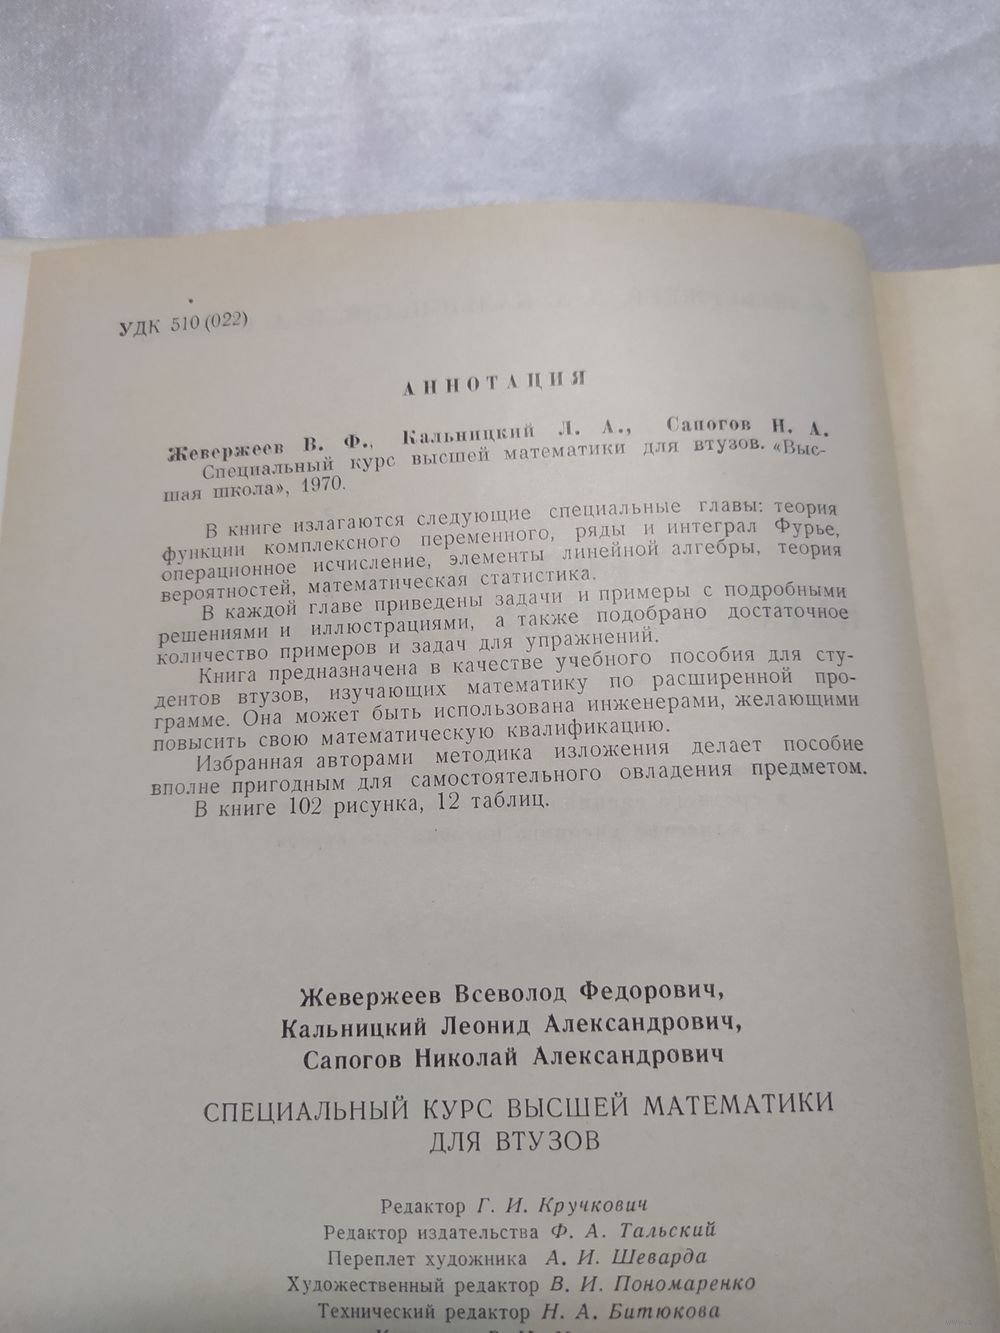 УДК 510 (022)
АННОТАЦИЯ
Жевержеев В. Ф., Кальницкий Л. А., Сапогов Н. А.
Специальный курс высшей математики для втузов. «Выс-
шая школа», 1970.
В книге излагаются следующие специальные главы: теория
функции комплексного переменного, ряды и интеграл Фурье,
операционное исчисление, элементы линейной алгебры, теория
вероятностей, математическая статистика.
В каждой главе приведены задачи и примеры с подробными
решениями и иллюстрациями, а также подобрано достаточное
количество примеров и задач для упражнений.
Книга предназначена в качестве учебного пособия для сту-
дентов втузов, изучающих математику по расширенной про-
грамме. Она может быть использована инженерами, желающими
повысить свою математическую квалификацию.
Избранная авторами методика изложения делает пособие
вполне пригодным для самостоятельного овладения предметом.
В книге 102 рисунка, 12 таблиц.
Жевержеев Всеволод Федорович,
Кальницкий Леонид Александрович,
Сапогов Николай Александрович
СПЕЦИАЛЬНЫЙ КУРС ВЫСШЕЙ МАТЕМАТИКИ
ДЛЯ ВТУЗОВ
Редактор Г. И. Кручкович
Редактор издательства Ф. А. Тальский
Переплет художника А. И. Шеварда
Художественный редактор В. И. Пономаренко
Технический редактор Н. А. Битюкова